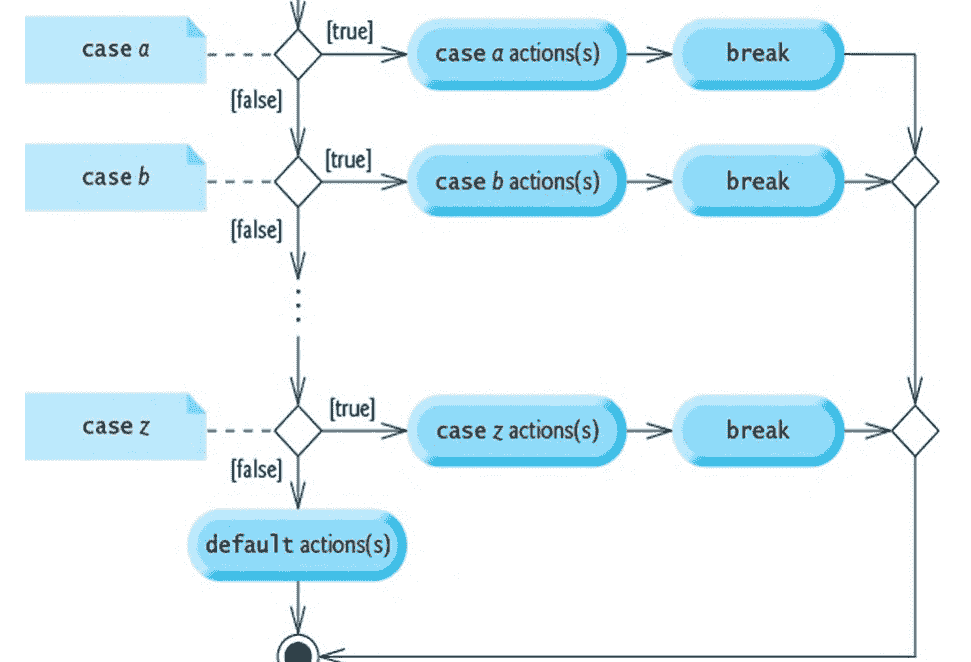 case a
[true]
case a actions(s)
break
[false]
case b
[true]
case b actions(s)
break
[false]
case z
[true]
case z actions(s)
break
[false]
default actions(s)